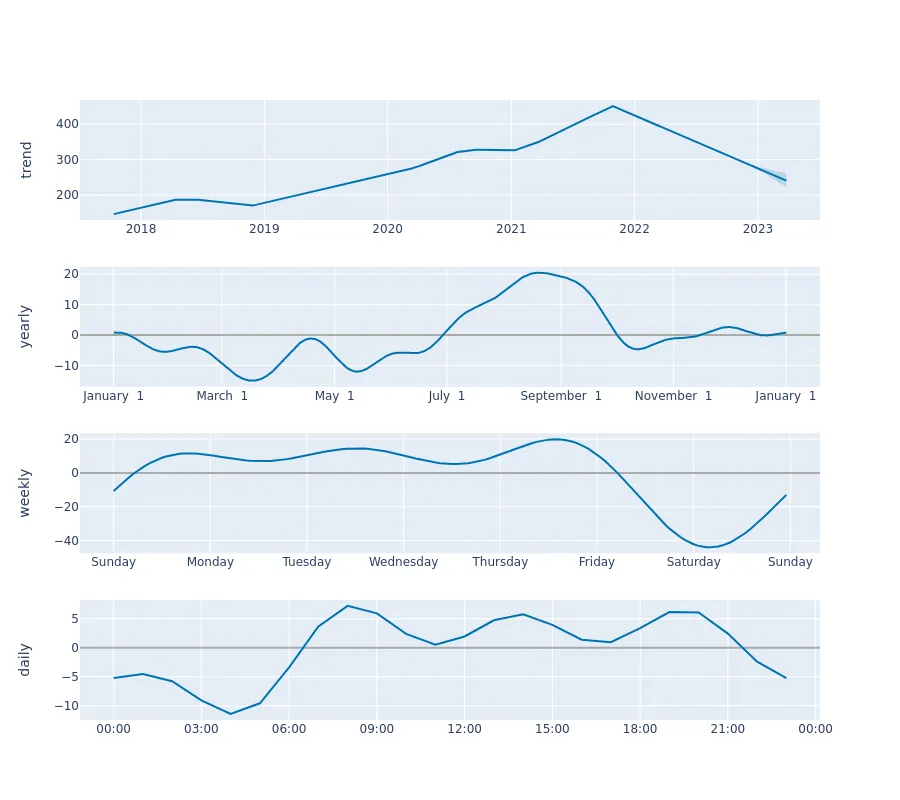 trend
400
300
200
2018 2019 2020 2021 2022 2023
yearly
20
10
0
−10
January 1 March 1 May 1 July 1 September 1 November 1 January 1
weekly
20
0
−20
−40
Sunday Monday Tuesday Wednesday Thursday Friday Saturday Sunday
daily
5
0
−5
−10
00:00 03:00 06:00 09:00 12:00 15:00 18:00 21:00 00:00